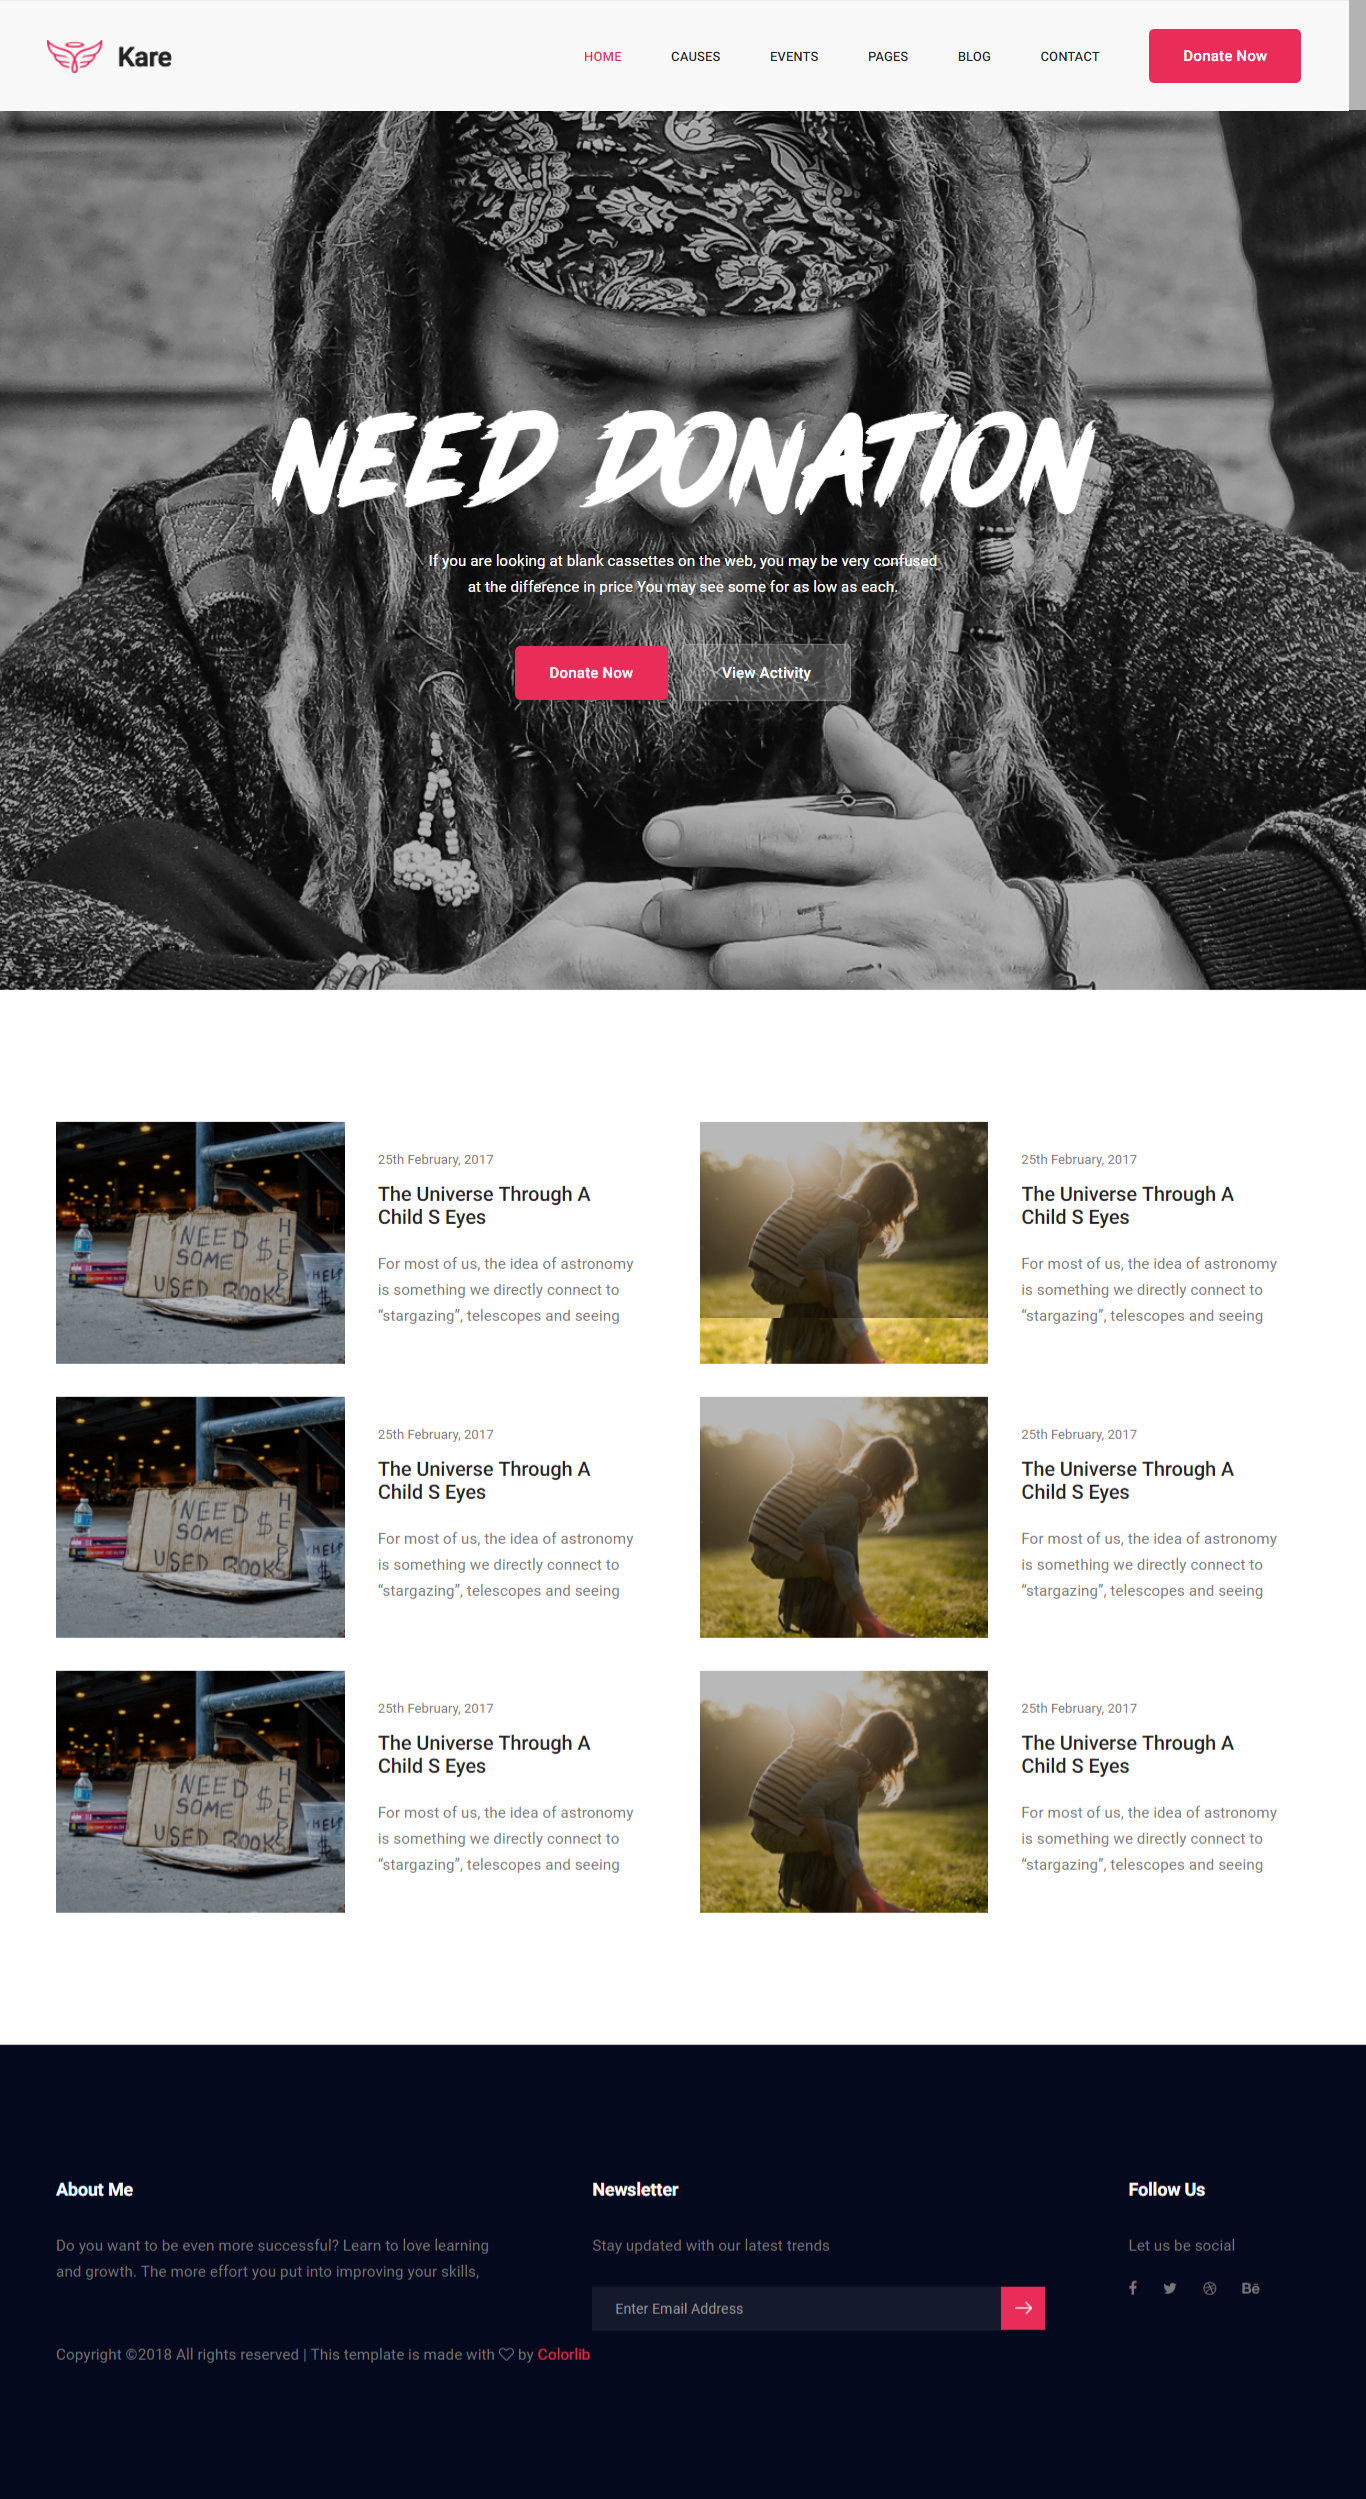 Kare
HOME CAUSES EVENTS PAGES BLOG CONTACT Donate Now
NEED DONATION
If you are looking at blank cassettes on the web, you may be very confused
at the difference in price You may see some for as low as each.
Donate Now View Activity
NEED $
SOME
USED BOOKS
HELPS
HELP
$
25th February, 2017
The Universe Through A
Child S Eyes
For most of us, the idea of astronomy
is something we directly connect to
“stargazing”, telescopes and seeing
25th February, 2017
The Universe Through A
Child S Eyes
For most of us, the idea of astronomy
is something we directly connect to
“stargazing”, telescopes and seeing
NEED $
SOME
USED BOOKS
HELPS
HELP
$
25th February, 2017
The Universe Through A
Child S Eyes
For most of us, the idea of astronomy
is something we directly connect to
“stargazing”, telescopes and seeing
25th February, 2017
The Universe Through A
Child S Eyes
For most of us, the idea of astronomy
is something we directly connect to
“stargazing”, telescopes and seeing
NEED $
SOME
USED BOOKS
HELPS
HELP
$
25th February, 2017
The Universe Through A
Child S Eyes
For most of us, the idea of astronomy
is something we directly connect to
“stargazing”, telescopes and seeing
25th February, 2017
The Universe Through A
Child S Eyes
For most of us, the idea of astronomy
is something we directly connect to
“stargazing”, telescopes and seeing
About Me
Do you want to be even more successful? Learn to love learning
and growth. The more effort you put into improving your skills,
Newsletter
Stay updated with our latest trends
Enter Email Address
Follow Us
Let us be social
Copyright ©2018 All rights reserved | This template is made with ♡ by Colorlib